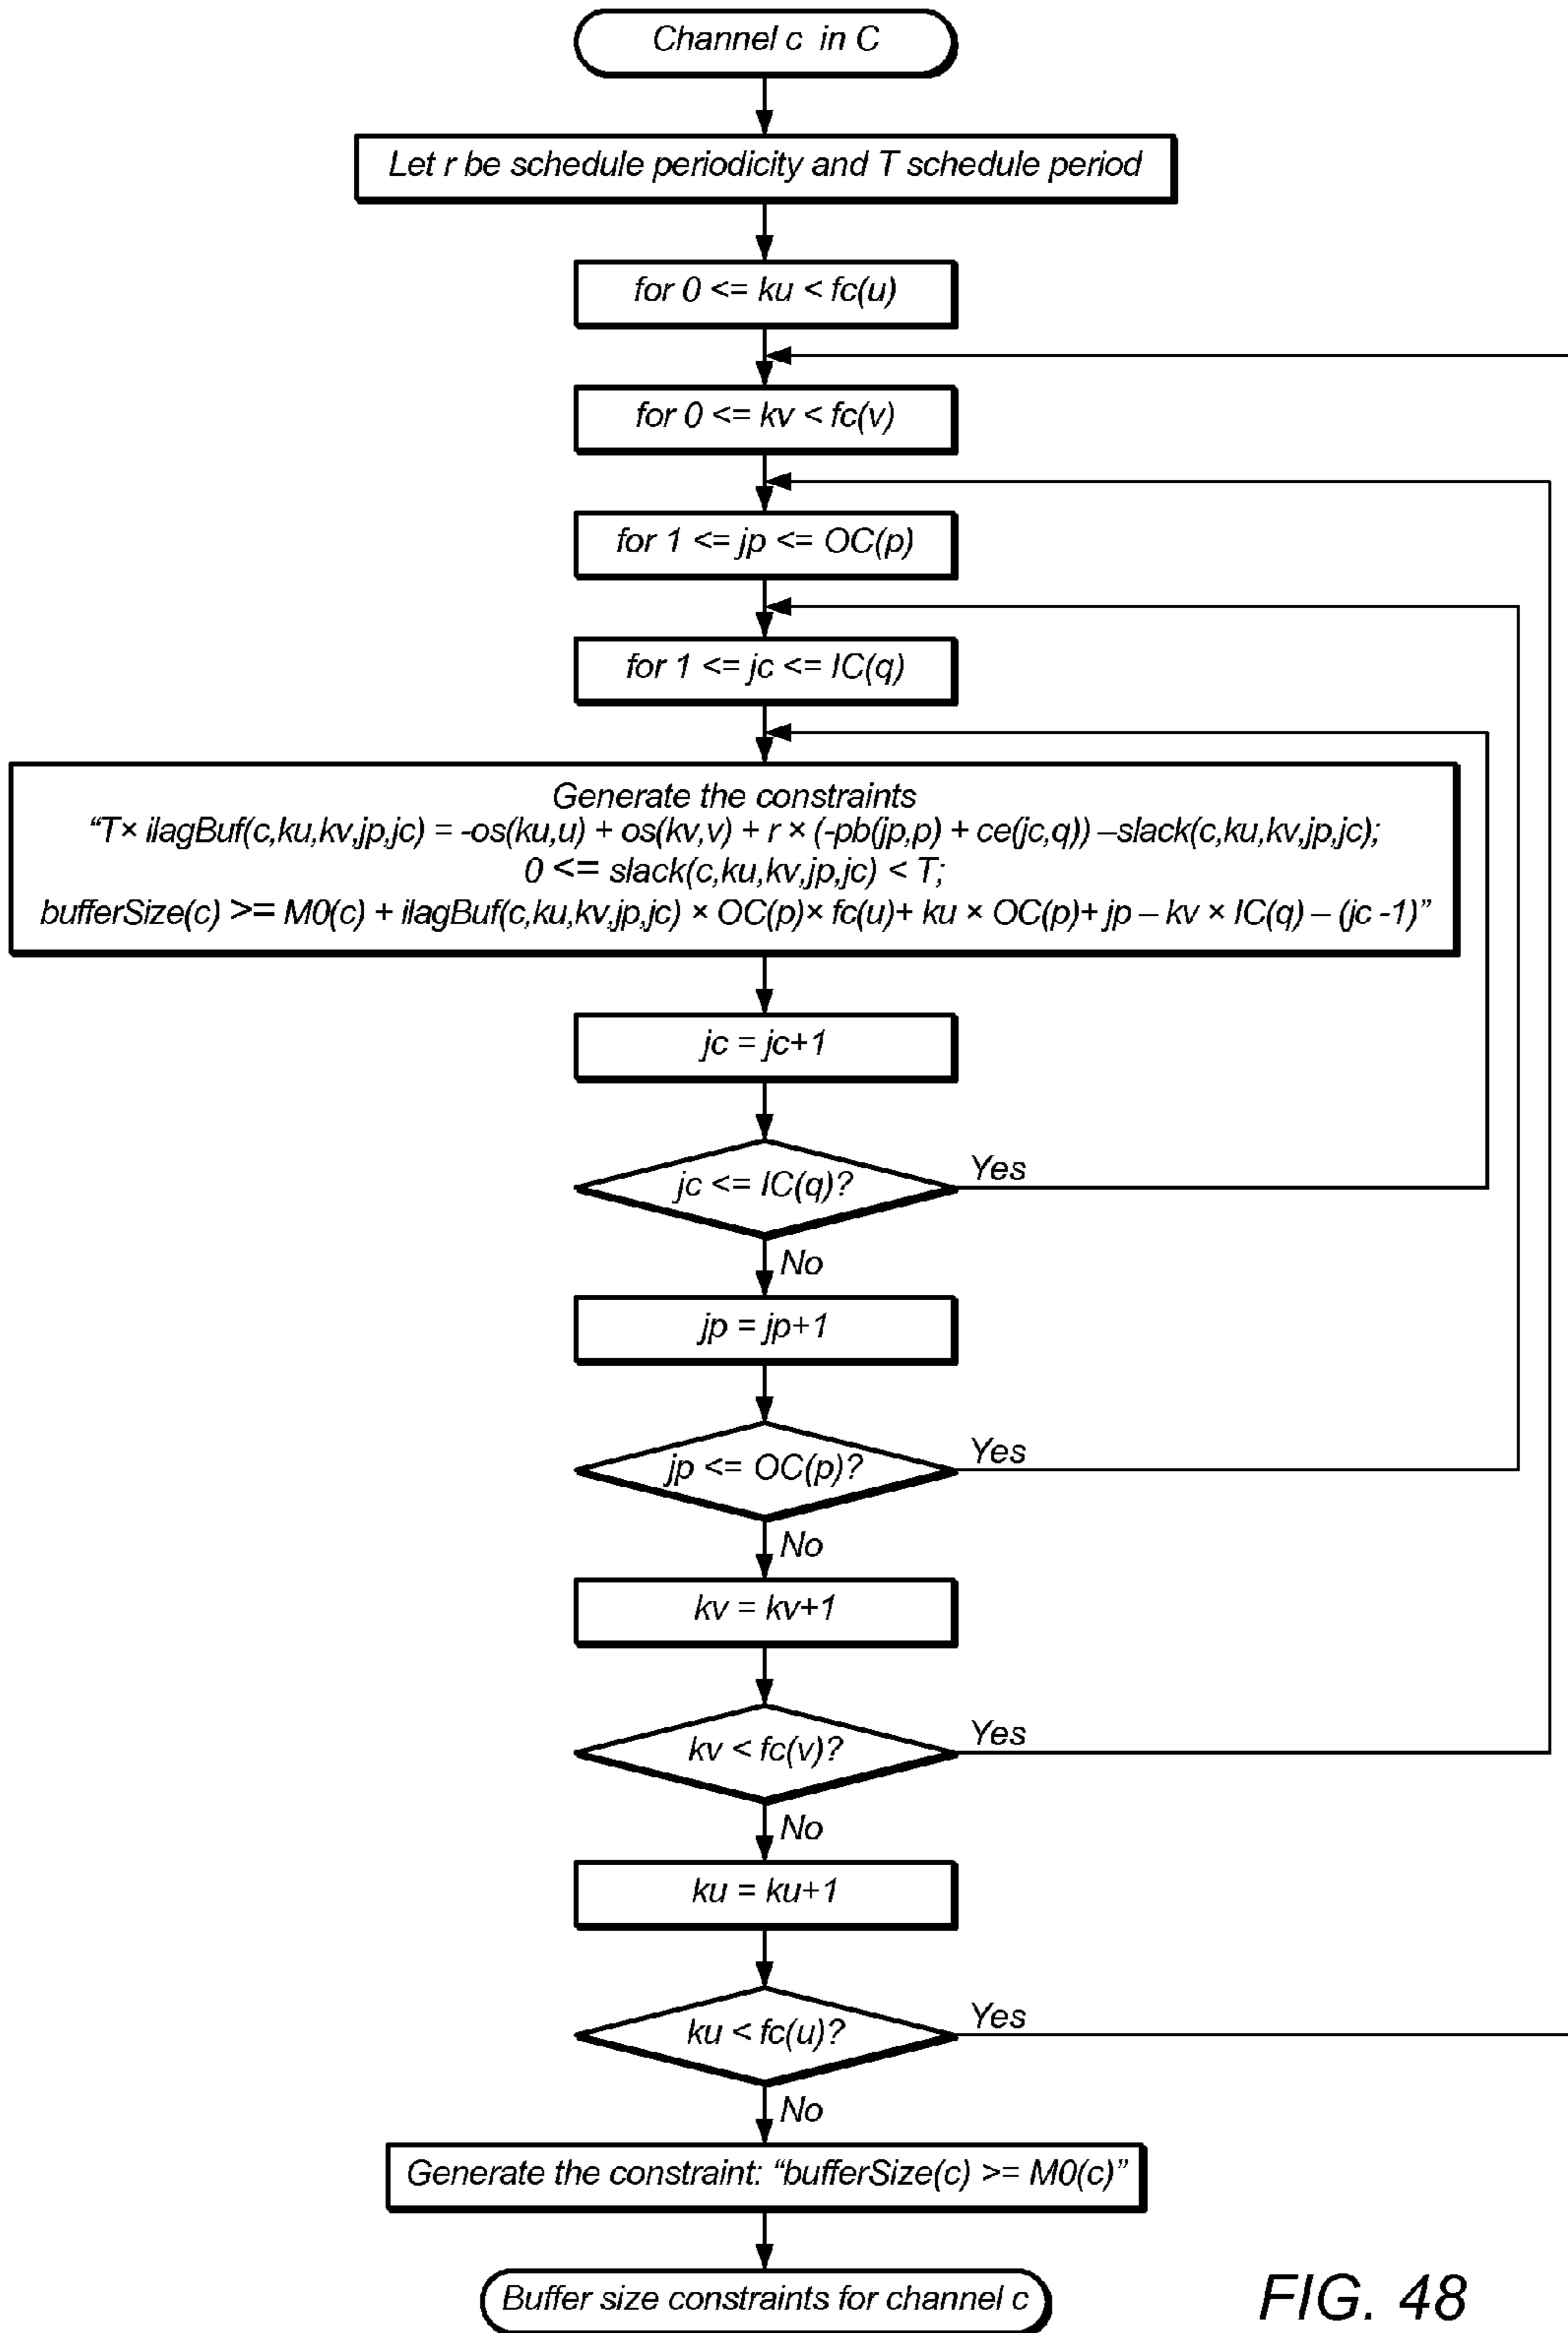 Channel c in C
Let r be schedule periodicity and T schedule period
for 0 <= ku < fc(u)
for 0 <= kv < fc(v)
for 1 <= jp <= OC(p)
for 1 <= jc <= IC(q)
Generate the constraints
“T× ilagBuf(c,ku,kv,jp,jc) = -os(ku,u) + os(kv,v) + r × (-pb(jp,p) + ce(jc,q)) –slack(c,ku,kv,jp,jc);
0 <= slack(c,ku,kv,jp,jc) < T;
bufferSize(c) >= M0(c) + ilagBuf(c,ku,kv,jp,jc) × OC(p)× fc(u)+ ku × OC(p)+ jp – kv × IC(q) – (jc -1)”
jc = jc+1
jc <= IC(q)?
Yes
No
jp = jp+1
jp <= OC(p)?
Yes
No
kv = kv+1
kv < fc(v)?
Yes
No
ku = ku+1
ku < fc(u)?
Yes
No
Generate the constraint: “bufferSize(c) >= M0(c)”
Buffer size constraints for channel c
FIG. 48